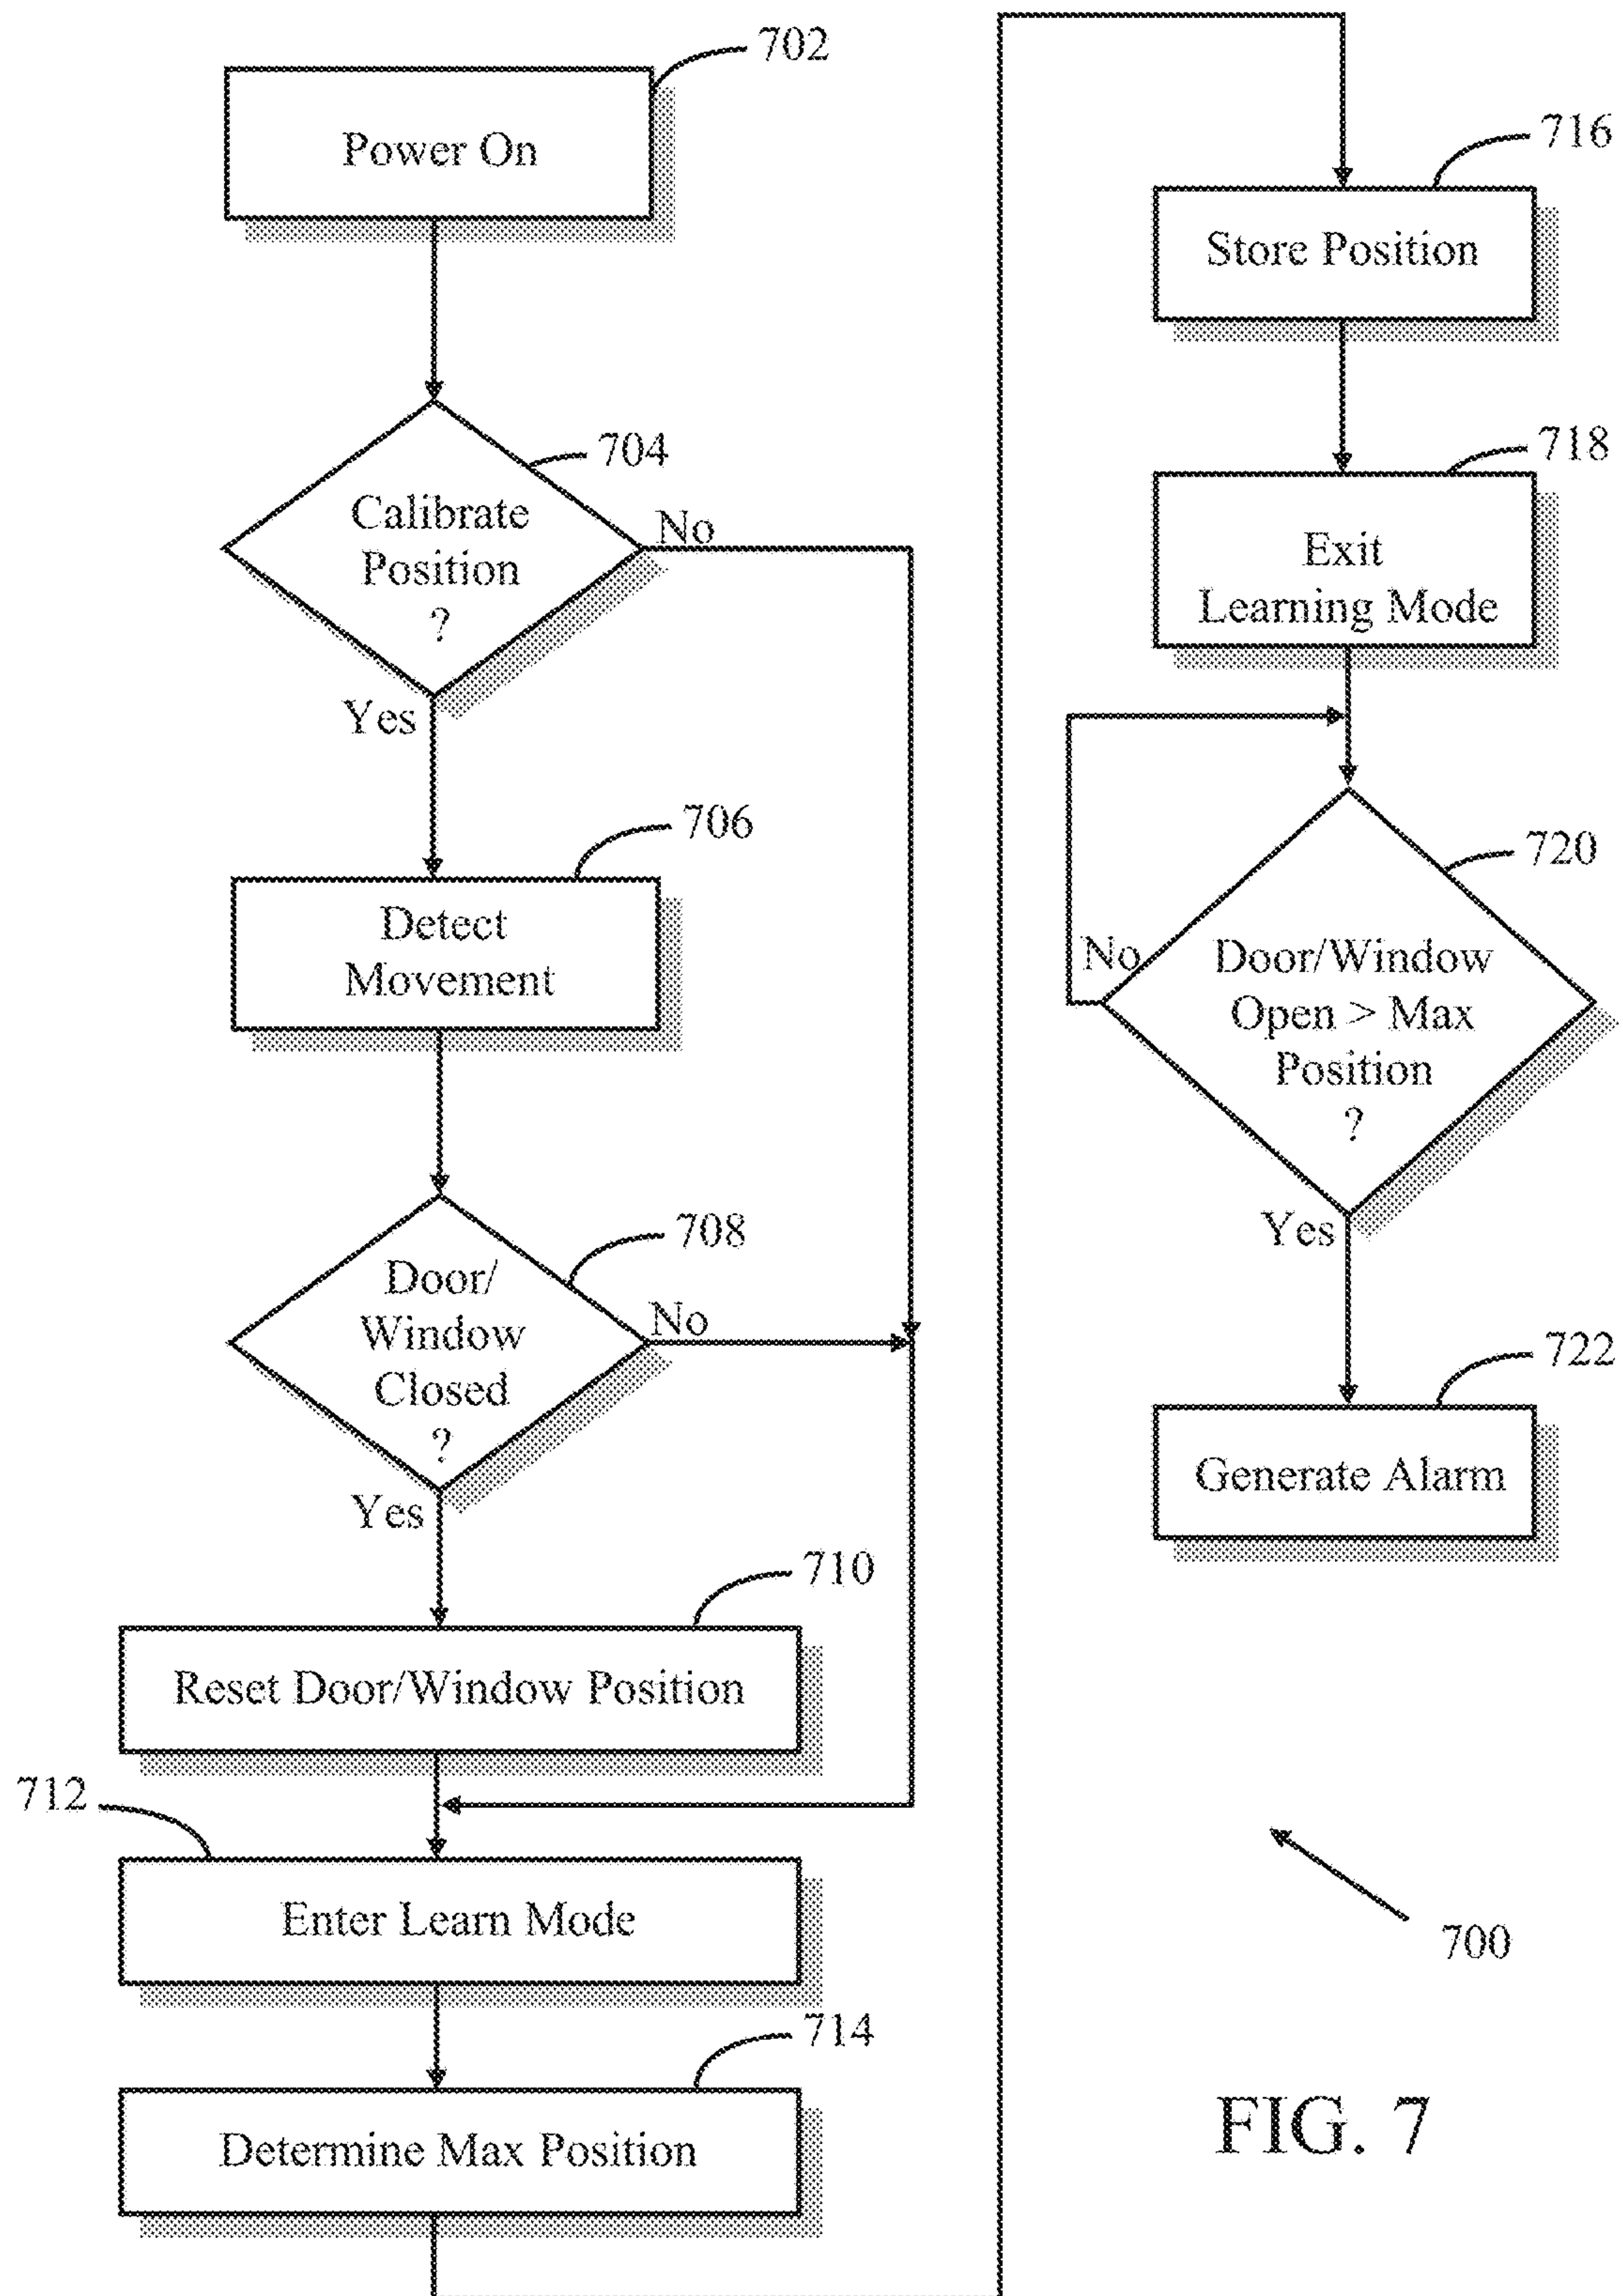 702
Power On
704
Calibrate
Position
?
No
Yes
706
Detect
Movement
708
Door/
Window
Closed
?
No
Yes
710
Reset Door/Window Position
712
Enter Learn Mode
714
Determine Max Position
716
Store Position
718
Exit
Learning Mode
720
No
Door/Window
Open > Max
Position
?
Yes
722
Generate Alarm
700
FIG. 7